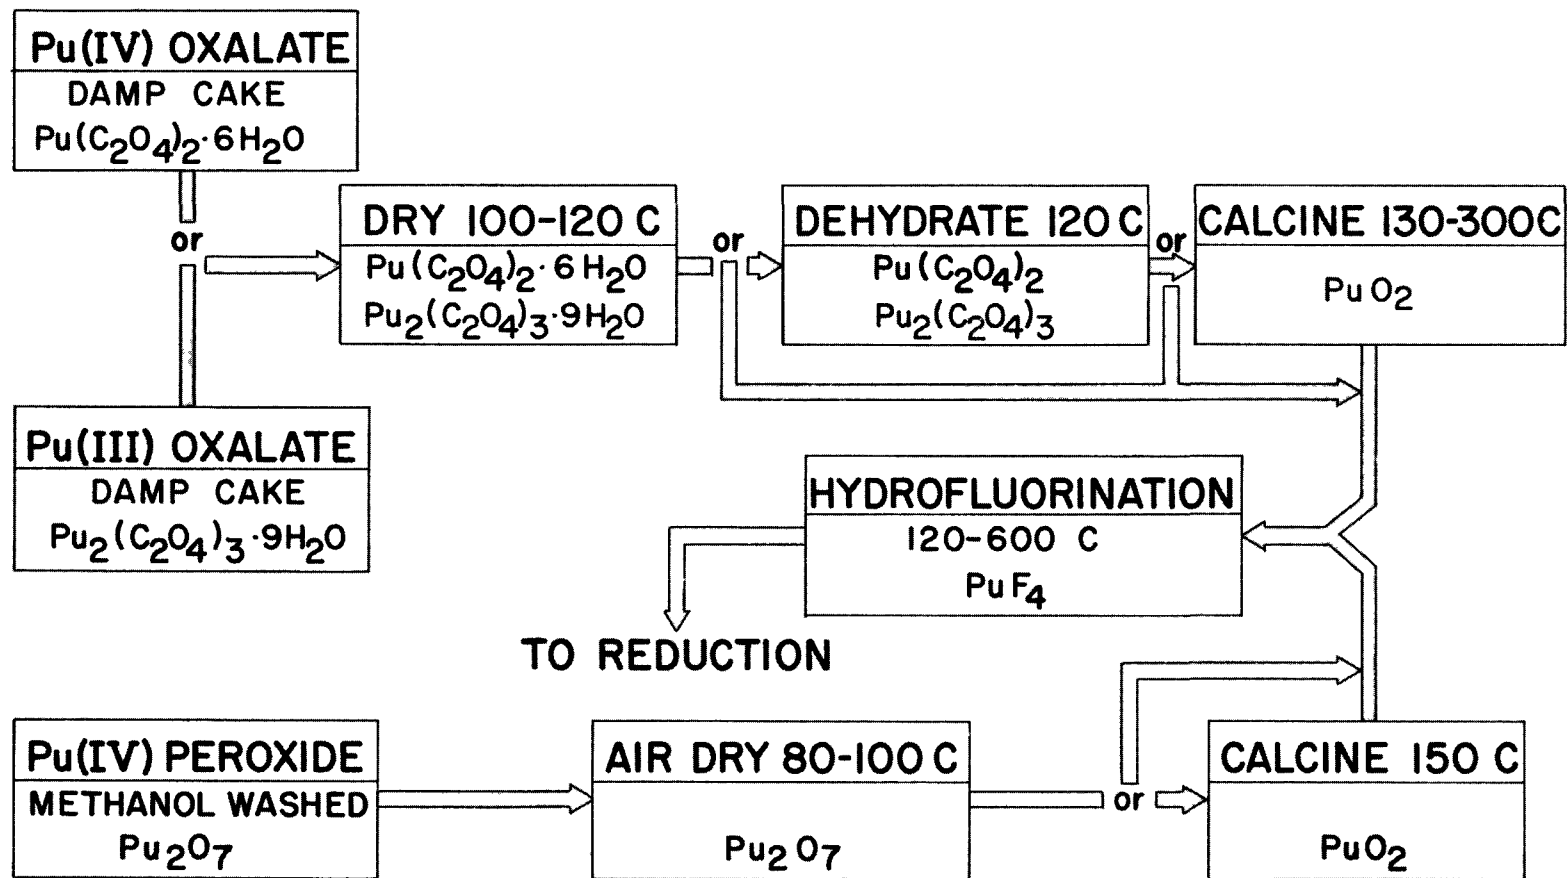 Pu(IV) OXALATE
DAMP CAKE
Pu(C₂O₄)₂·6H₂O
or
Pu(III) OXALATE
DAMP CAKE
Pu₂(C₂O₄)₃·9H₂O
DRY 100-120 C
Pu(C₂O₄)₂·6H₂O
Pu₂(C₂O₄)₃·9H₂O
or
DEHYDRATE 120 C
Pu(C₂O₄)₂
Pu₂(C₂O₄)₃
or
CALCINE 130-300C
PuO₂
HYDROFLUORINATION
120-600 C
PuF₄
TO REDUCTION
Pu(IV) PEROXIDE
METHANOL WASHED
Pu₂O₇
AIR DRY 80-100 C
Pu₂O₇
or
CALCINE 150 C
PuO₂